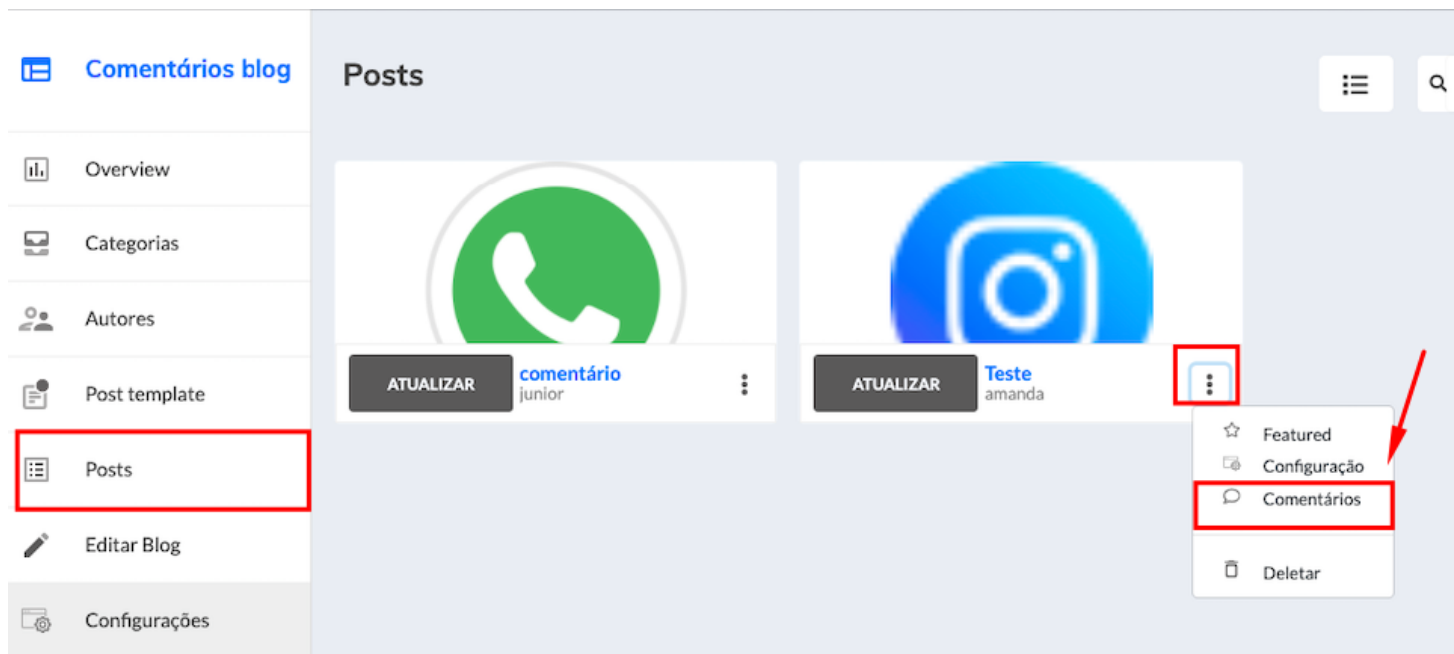 Comentários blog
Overview
Categorias
Autores
Post template
Posts
Editar Blog
Configurações
Posts
ATUALIZAR
comentário
junior
ATUALIZAR
Teste
amanda
Featured
Configuração
Comentários
Deletar